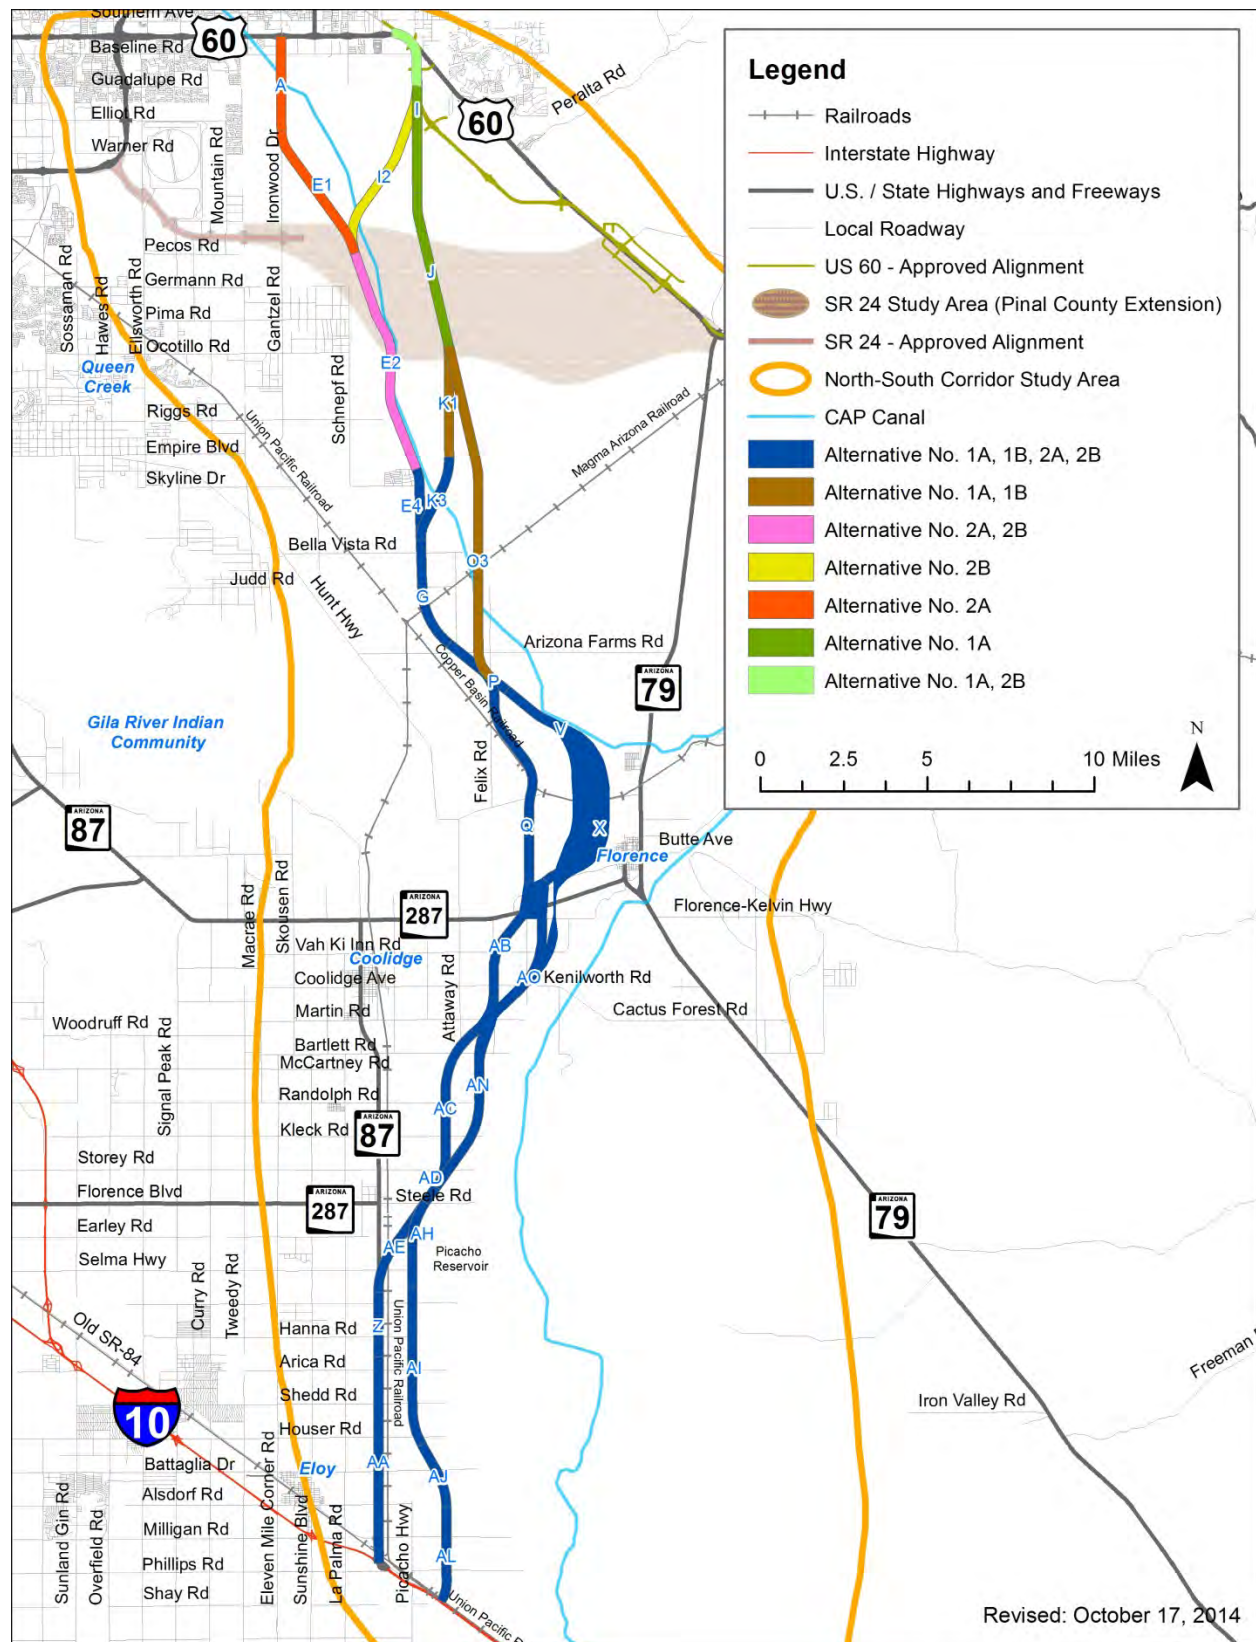 Southern Ave
60
Baseline Rd
Guadalupe Rd
Elliot Rd
Warner Rd
A
I
Peralta Rd
60
I2
E1
Mountain Rd
Ironwood Dr
Pecos Rd
Germann Rd
Pima Rd
Ocotillo Rd
Sossaman Rd
Hawes Rd
Ellsworth Rd
Gantzel Rd
J
Queen
Creek
E2
Schnepf Rd
Riggs Rd
Empire Blvd
Skyline Dr
Union Pacific Railroad
K1
Magma Arizona Railroad
E4
K3
Bella Vista Rd
O3
Judd Rd
Hunt Hwy
G
Arizona Farms Rd
Copper Basin Railroad
P
ARIZONA
79
V
Gila River Indian
Community
Felix Rd
ARIZONA
87
Q
X
Butte Ave
Florence
Macrae Rd
Skousen Rd
ARIZONA
287
Florence-Kelvin Hwy
Vah Ki Inn Rd
Coolidge
AB
Coolidge Ave
Attaway Rd
AO
Kenilworth Rd
Martin Rd
Cactus Forest Rd
Woodruff Rd
Signal Peak Rd
Bartlett Rd
McCartney Rd
Randolph Rd
AN
AC
Kleck Rd
ARIZONA
87
Storey Rd
AD
Florence Blvd
ARIZONA
287
Steele Rd
Earley Rd
AH
AE
Selma Hwy
Picacho
Reservoir
ARIZONA
79
Curry Rd
Tweedy Rd
Old SR-84
Hanna Rd
Z
Union Pacific Railroad
Arica Rd
AI
Shedd Rd
Houser Rd
10
Freeman
Iron Valley Rd
Battaglia Dr
Eloy
AA
AJ
Alsdorf Rd
Milligan Rd
Phillips Rd
Shay Rd
Sunland Gin Rd
Overfield Rd
Eleven Mile Corner Rd
Sunshine Blvd
La Palma Rd
Picacho Hwy
AL
Union Pacific R
Legend
Railroads
Interstate Highway
U.S. / State Highways and Freeways
Local Roadway
US 60 - Approved Alignment
SR 24 Study Area (Pinal County Extension)
SR 24 - Approved Alignment
North-South Corridor Study Area
CAP Canal
Alternative No. 1A, 1B, 2A, 2B
Alternative No. 1A, 1B
Alternative No. 2A, 2B
Alternative No. 2B
Alternative No. 2A
Alternative No. 1A
Alternative No. 1A, 2B
N
0 2.5 5 10 Miles
Revised: October 17, 2014